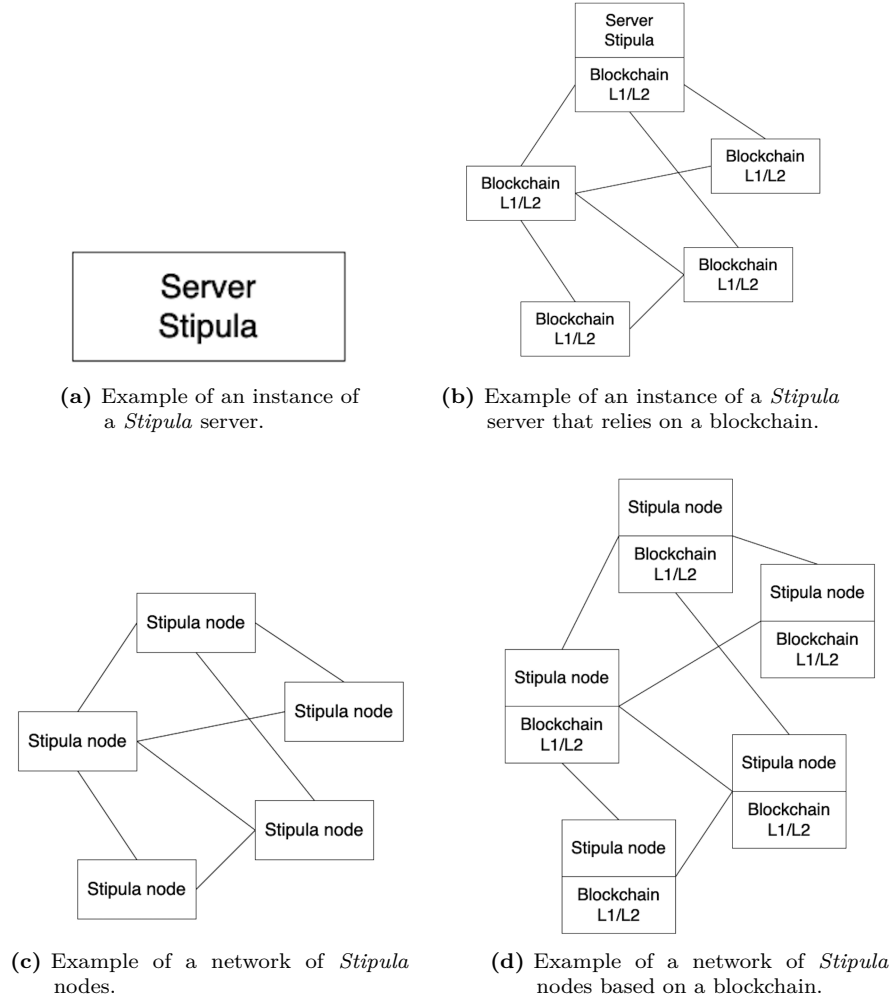 Server
Stipula
(a) Example of an instance of
a Stipula server.
Server
Stipula
Blockchain
L1/L2
Blockchain
L1/L2
Blockchain
L1/L2
Blockchain
L1/L2
Blockchain
L1/L2
(b) Example of an instance of a Stipula
server that relies on a blockchain.
Stipula node
Stipula node
Stipula node
Stipula node
Stipula node
(c) Example of a network of Stipula
nodes.
Stipula node
Blockchain
L1/L2
Stipula node
Blockchain
L1/L2
Stipula node
Blockchain
L1/L2
Stipula node
Blockchain
L1/L2
Stipula node
Blockchain
L1/L2
(d) Example of a network of Stipula
nodes based on a blockchain.